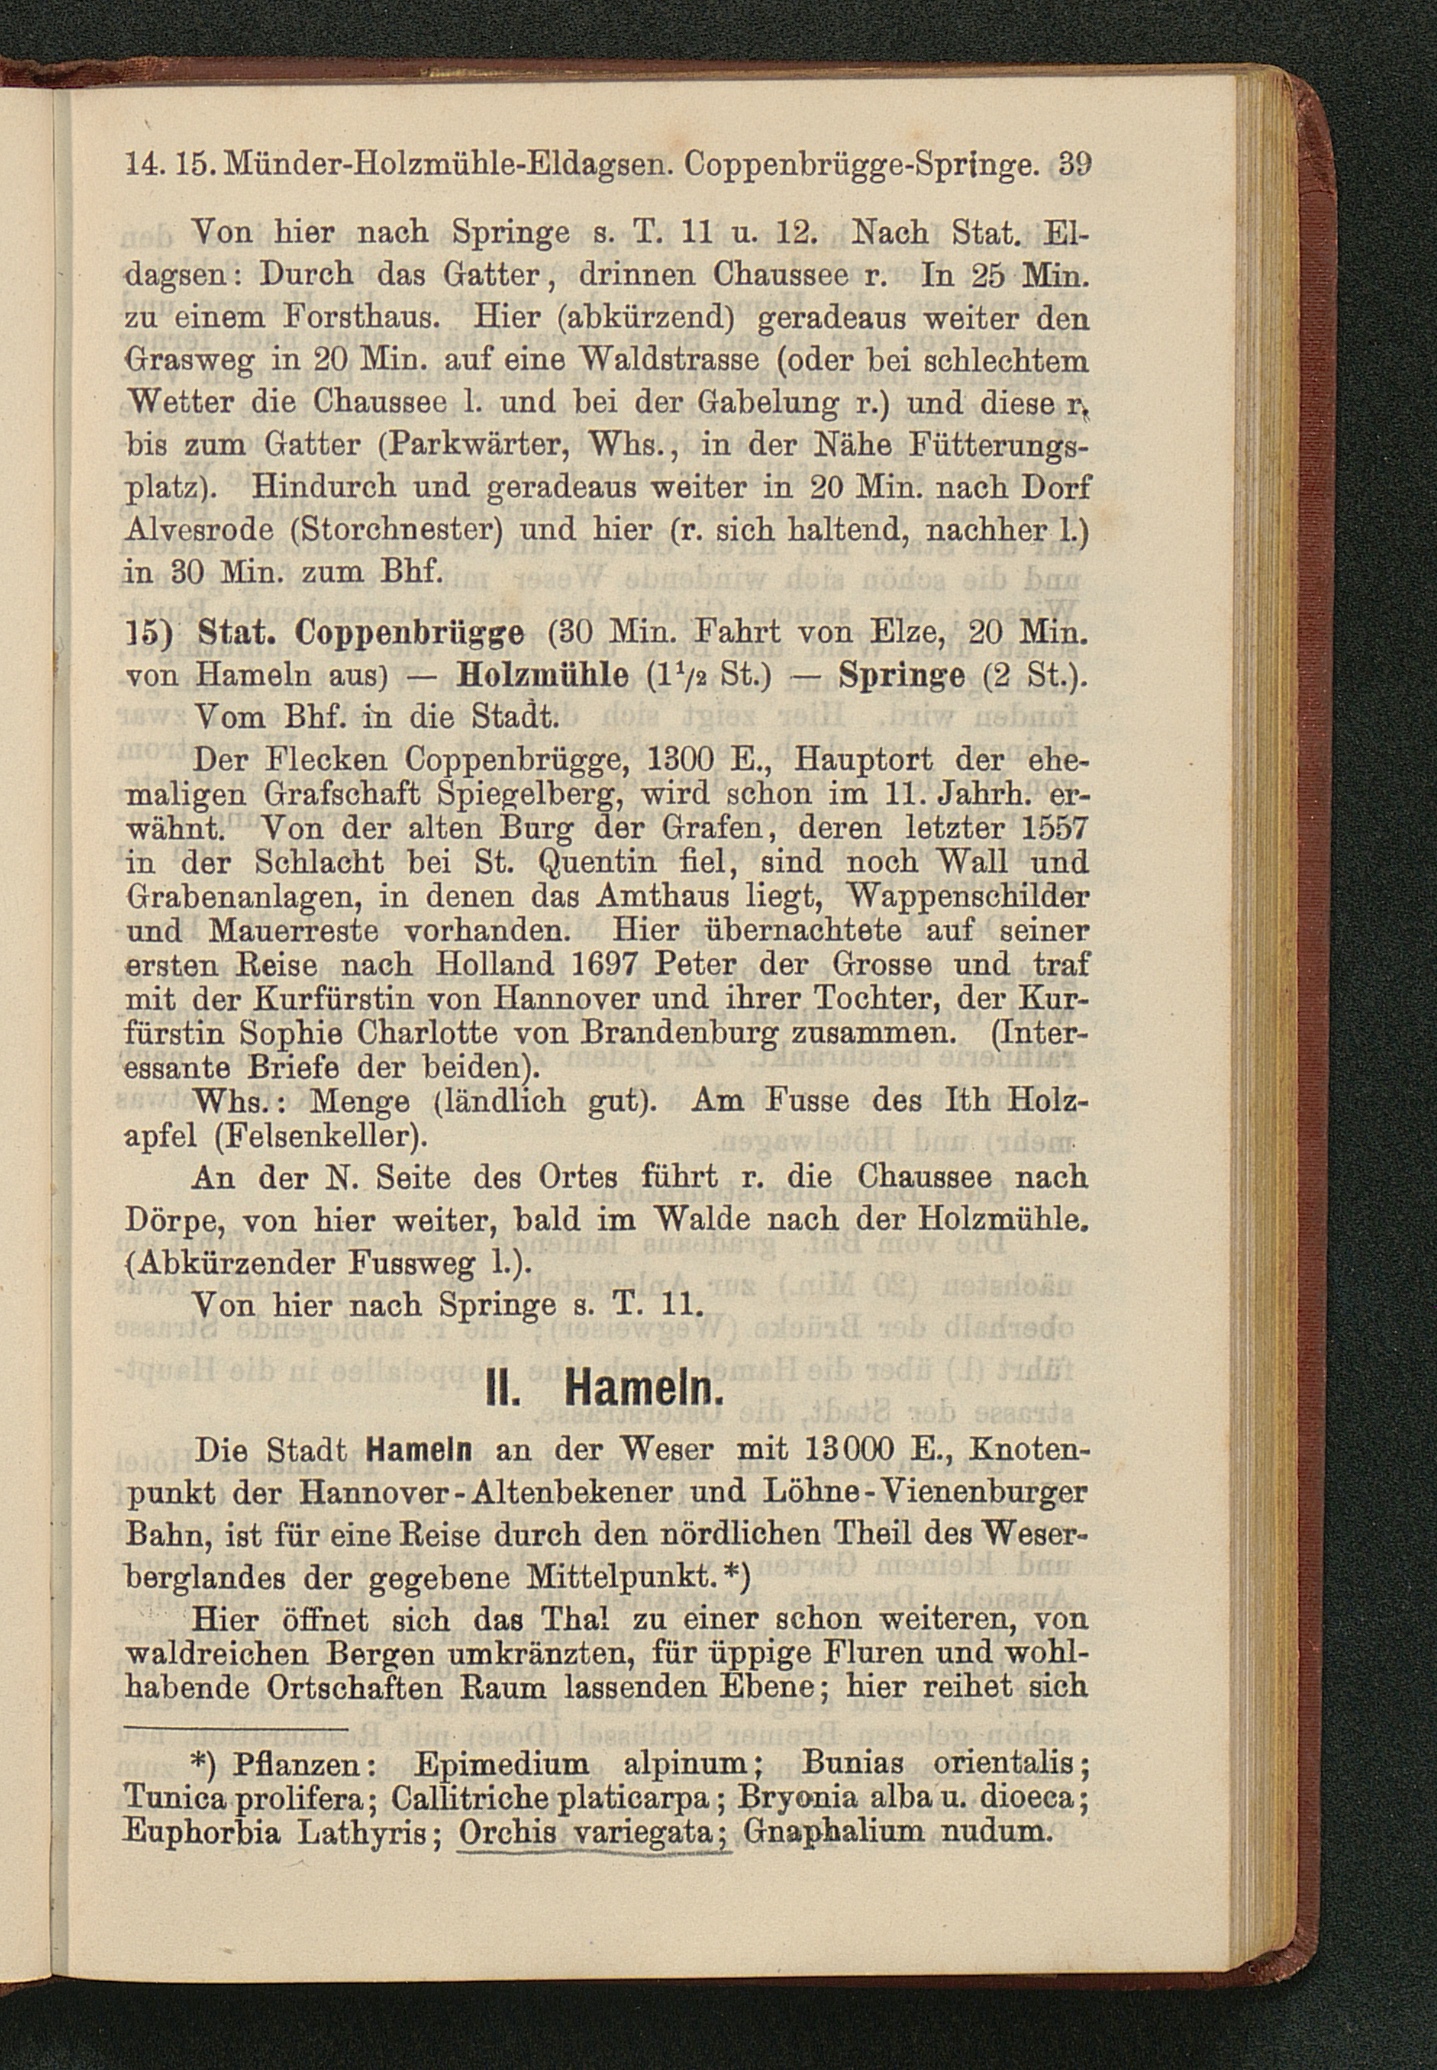 14. 15. Münder-Holzmühle-Eldagsen. Coppenbrügge-Springe. 39
Von hier nach Springe s. T. 11 u. 12. Nach Stat. El-
dagsen: Durch das Gatter, drinnen Chaussee r. In 25 Min.
zu einem Forsthaus. Hier (abkürzend) geradeaus weiter den
Grasweg in 20 Min. auf eine Waldstrasse (oder bei schlechtem
Wetter die Chaussee l. und bei der Gabelung r.) und diese r.
bis zum Gatter (Parkwärter, Whs., in der Nähe Fütterungs-
platz). Hindurch und geradeaus weiter in 20 Min. nach Dorf
Alvesrode (Storchnester) und hier (r. sich haltend, nachher l.)
in 30 Min. zum Bhf.
15) Stat. Coppenbrügge (30 Min. Fahrt von Elze, 20 Min.
von Hameln aus) — Holzmühle (1½ St.) — Springe (2 St.).
Vom Bhf. in die Stadt.
Der Flecken Coppenbrügge, 1300 E., Hauptort der ehe-
maligen Grafschaft Spiegelberg, wird schon im 11. Jahrh. er-
wähnt. Von der alten Burg der Grafen, deren letzter 1557
in der Schlacht bei St. Quentin fiel, sind noch Wall und
Grabenanlagen, in denen das Amthaus liegt, Wappenschilder
und Mauerreste vorhanden. Hier übernachtete auf seiner
ersten Reise nach Holland 1697 Peter der Grosse und traf
mit der Kurfürstin von Hannover und ihrer Tochter, der Kur-
fürstin Sophie Charlotte von Brandenburg zusammen. (Inter-
essante Briefe der beiden).
Whs.: Menge (ländlich gut). Am Fusse des Ith Holz-
apfel (Felsenkeller).
An der N. Seite des Ortes führt r. die Chaussee nach
Dörpe, von hier weiter, bald im Walde nach der Holzmühle.
(Abkürzender Fussweg l.).
Von hier nach Springe s. T. 11.
II. Hameln.
Die Stadt Hameln an der Weser mit 13000 E., Knoten-
punkt der Hannover-Altenbekener und Löhne-Vienenburger
Bahn, ist für eine Reise durch den nördlichen Theil des Weser-
berglandes der gegebene Mittelpunkt.*)
Hier öffnet sich das Thal zu einer schon weiteren, von
waldreichen Bergen umkränzten, für üppige Fluren und wohl-
habende Ortschaften Raum lassenden Ebene; hier reihet sich
*) Pflanzen: Epimedium alpinum; Bunias orientalis;
Tunica prolifera; Callitriche platicarpa; Bryonia alba u. dioeca;
Euphorbia Lathyris; Orchis variegata; Gnaphalium nudum.